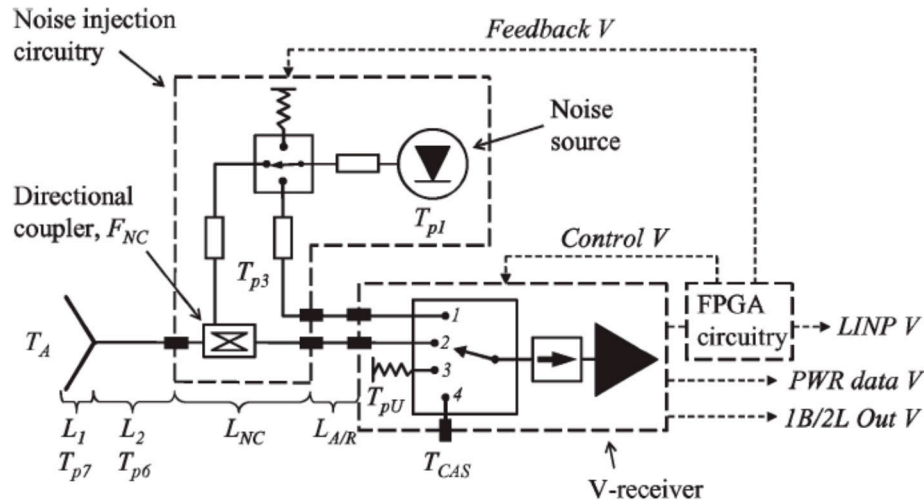 Noise injection
circuitry
Feedback V
Noise
source
T_p1
Directional
coupler, F_NC
T_p3
Control V
FPGA
circuitry
LINP V
PWR data V
1B/2L Out V
T_A
1
2
3
4
T_pU
L_1
L_2
L_NC
L_A/R
T_p7
T_p6
T_CAS
V-receiver